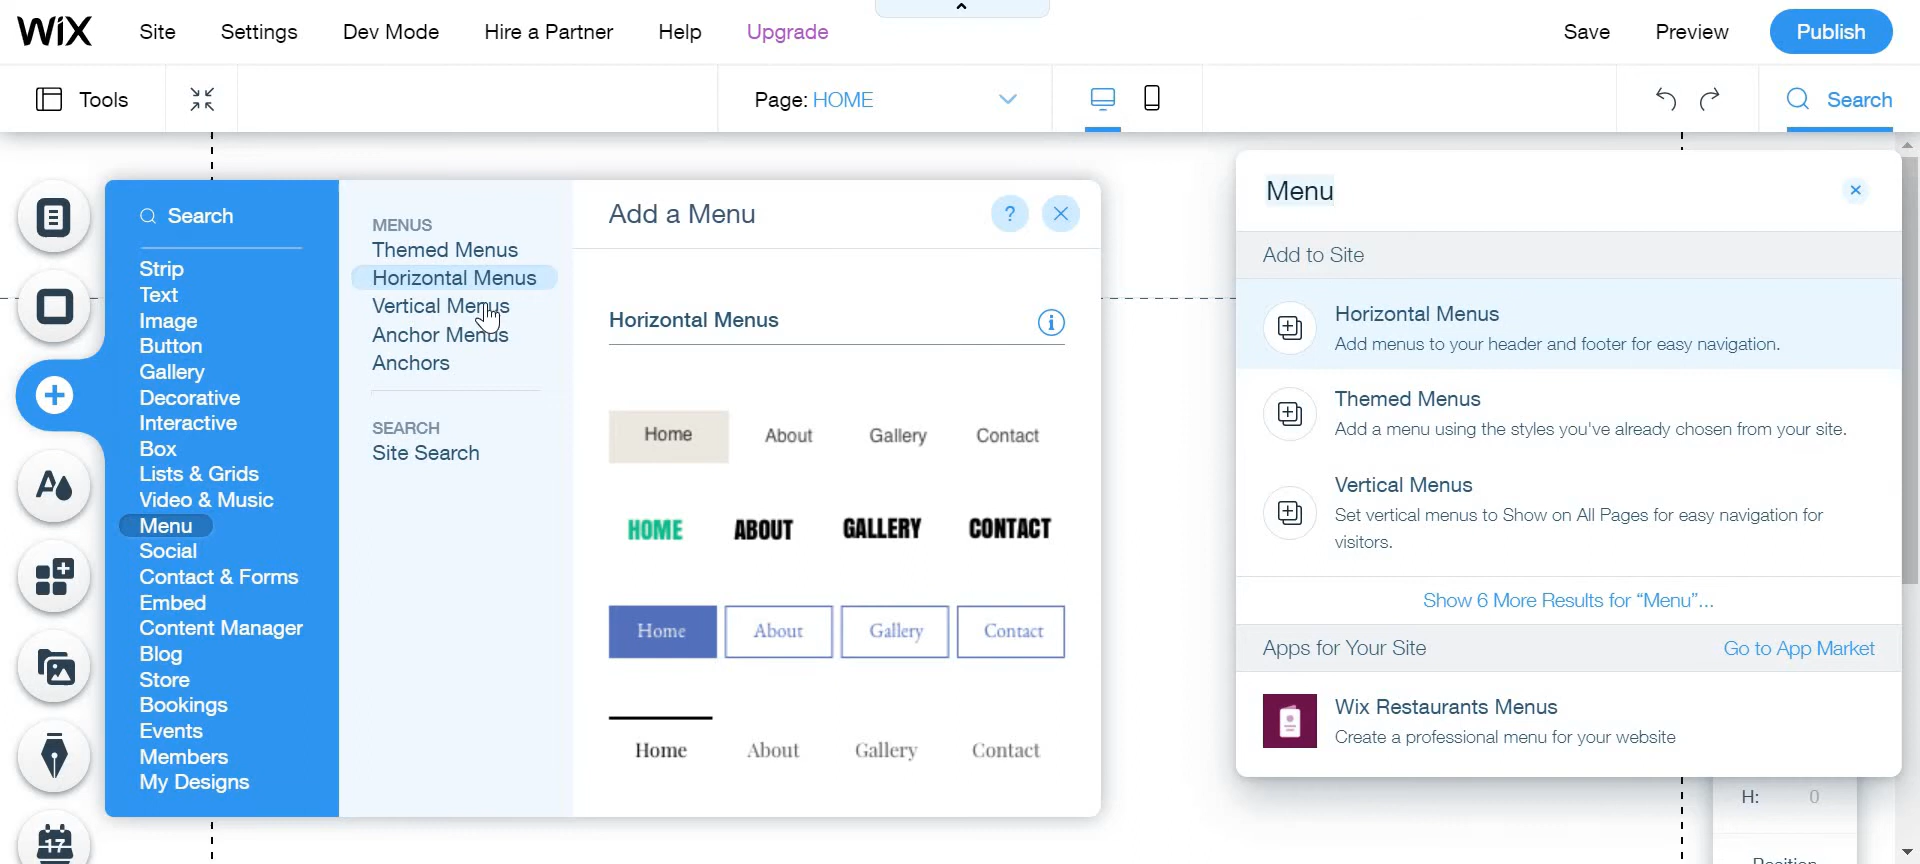 WiX Site Settings Dev Mode Hire a Partner Help Upgrade Save Preview Publish
Tools Page: HOME Search
Search
Strip
Text
Image
Button
Gallery
Decorative
Interactive
Box
Lists & Grids
Video & Music
Menu
Social
Contact & Forms
Embed
Content Manager
Blog
Store
Bookings
Events
Members
My Designs
17
MENUS
Themed Menus
Horizontal Menus
Vertical Menus
Anchor Menus
Anchors
SEARCH
Site Search
Add a Menu ?
Horizontal Menus i
Home About Gallery Contact
HOME ABOUT GALLERY CONTACT
Home About Gallery Contact
Home About Gallery Contact
Menu
Add to Site
Horizontal Menus
Add menus to your header and footer for easy navigation.
Themed Menus
Add a menu using the styles you've already chosen from your site.
Vertical Menus
Set vertical menus to Show on All Pages for easy navigation for
visitors.
Show 6 More Results for “Menu”...
Apps for Your Site Go to App Market
Wix Restaurants Menus
Create a professional menu for your website
H: 0
Position